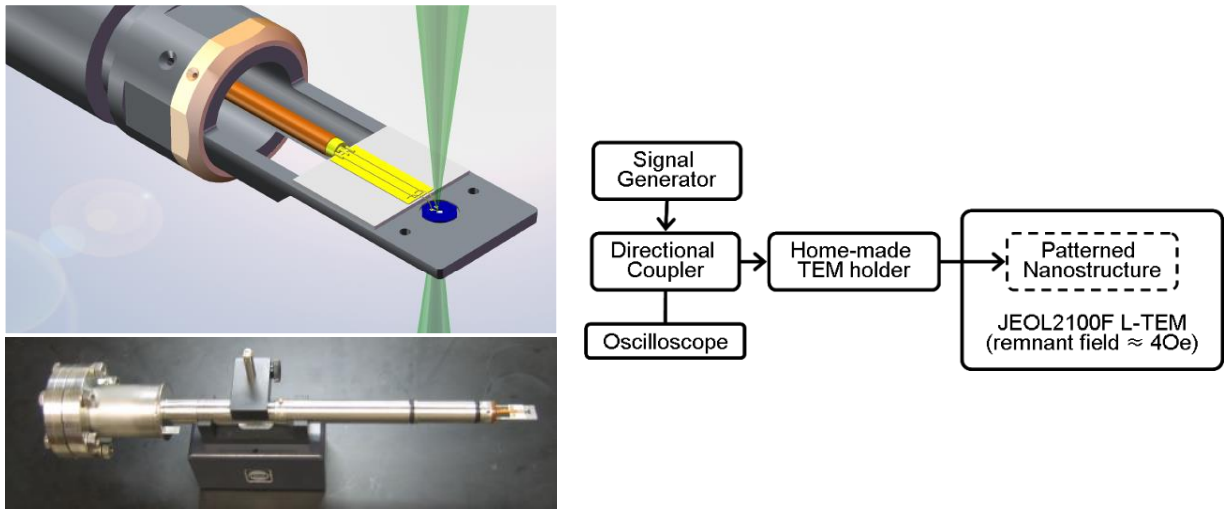 Signal
Generator
Directional
Coupler
Home-made
TEM holder
Patterned
Nanostructure
Oscilloscope
JEOL2100F L-TEM
(remnant field ≈ 4Oe)